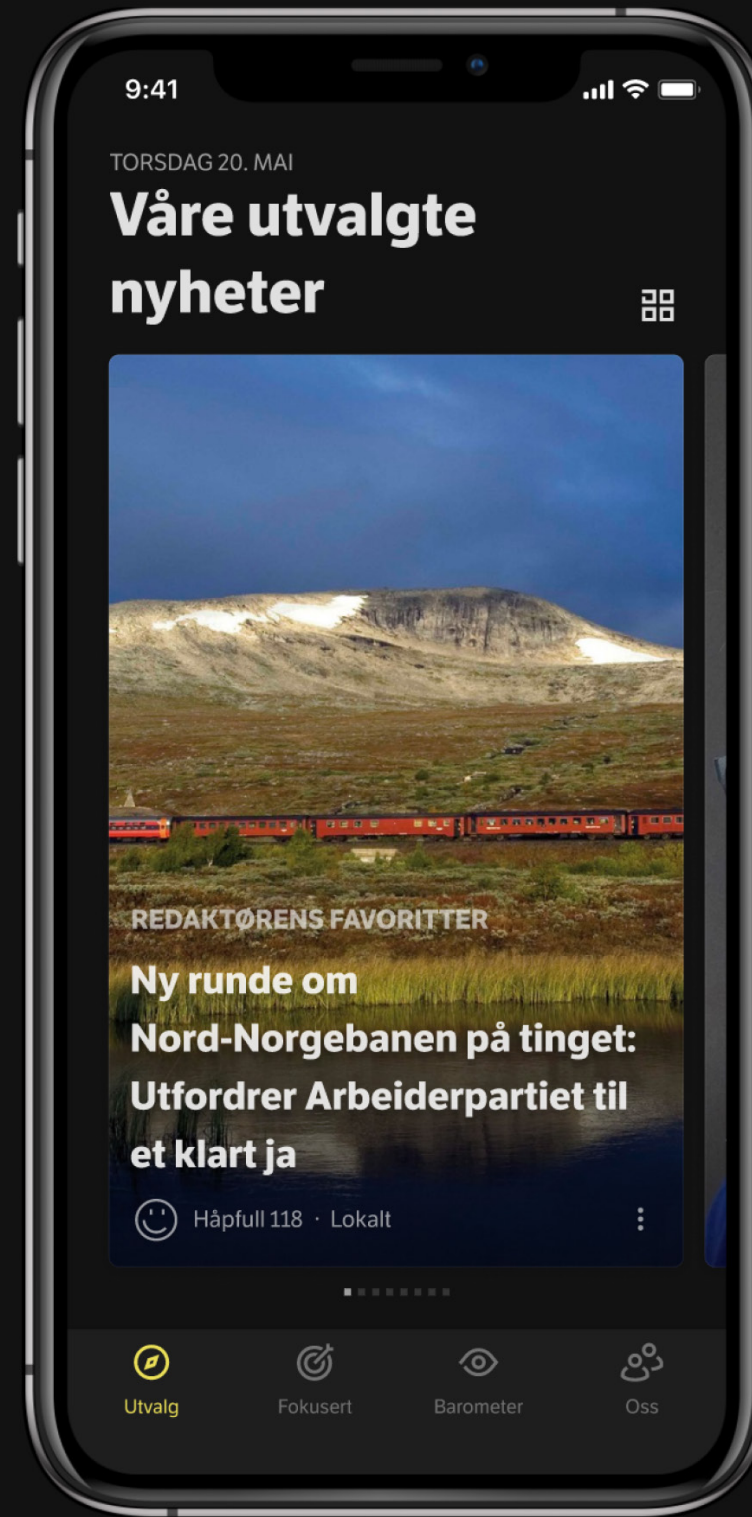 9:41
TORSDAG 20. MAI
Våre utvalgte
nyheter
REDAKTØRENS FAVORITTER
Ny runde om
Nord-Norgebanen på tinget:
Utfordrer Arbeiderpartiet til
et klart ja
Håpfull 118 · Lokalt
Utvalg Fokusert Barometer Oss